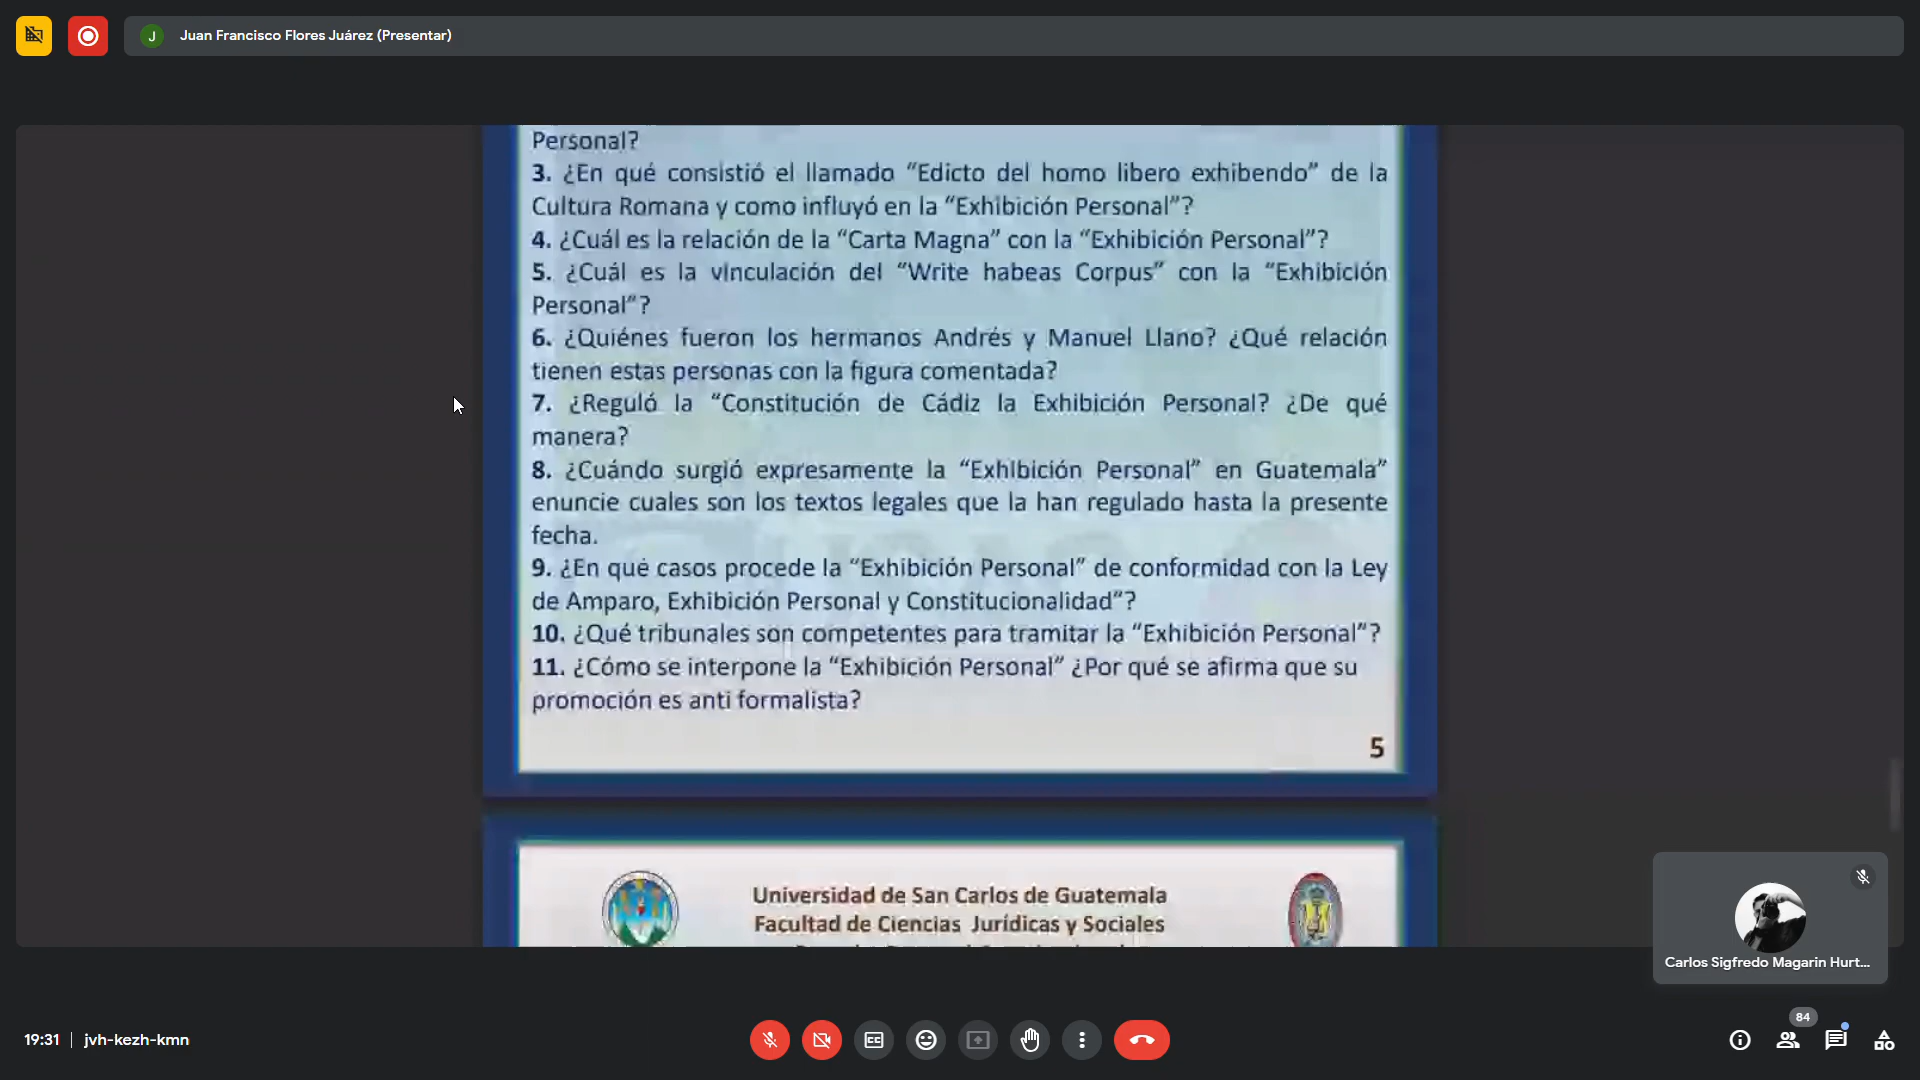 J Juan Francisco Flores Juárez (Presentar)
Personal?
3. ¿En qué consistió el llamado “Edicto del homo libero exhibendo” de la
Cultura Romana y como influyó en la “Exhibición Personal”?
4. ¿Cuál es la relación de la “Carta Magna” con la “Exhibición Personal”?
5. ¿Cuál es la vinculación del “Write habeas Corpus” con la “Exhibición
Personal”?
6. ¿Quiénes fueron los hermanos Andrés y Manuel Llano? ¿Qué relación
tienen estas personas con la figura comentada?
7. ¿Reguló la “Constitución de Cádiz la Exhibición Personal? ¿De qué
manera?
8. ¿Cuándo surgió expresamente la “Exhibición Personal” en Guatemala”
enuncie cuales son los textos legales que la han regulado hasta la presente
fecha.
9. ¿En qué casos procede la “Exhibición Personal” de conformidad con la Ley
de Amparo, Exhibición Personal y Constitucionalidad”?
10. ¿Qué tribunales son competentes para tramitar la “Exhibición Personal”?
11. ¿Cómo se interpone la “Exhibición Personal” ¿Por qué se afirma que su
promoción es anti formalista?
5
Universidad de San Carlos de Guatemala
Facultad de Ciencias Jurídicas y Sociales
Carlos Sigfredo Magarin Hurt...
19:31 | jvh-kezh-kmn
84